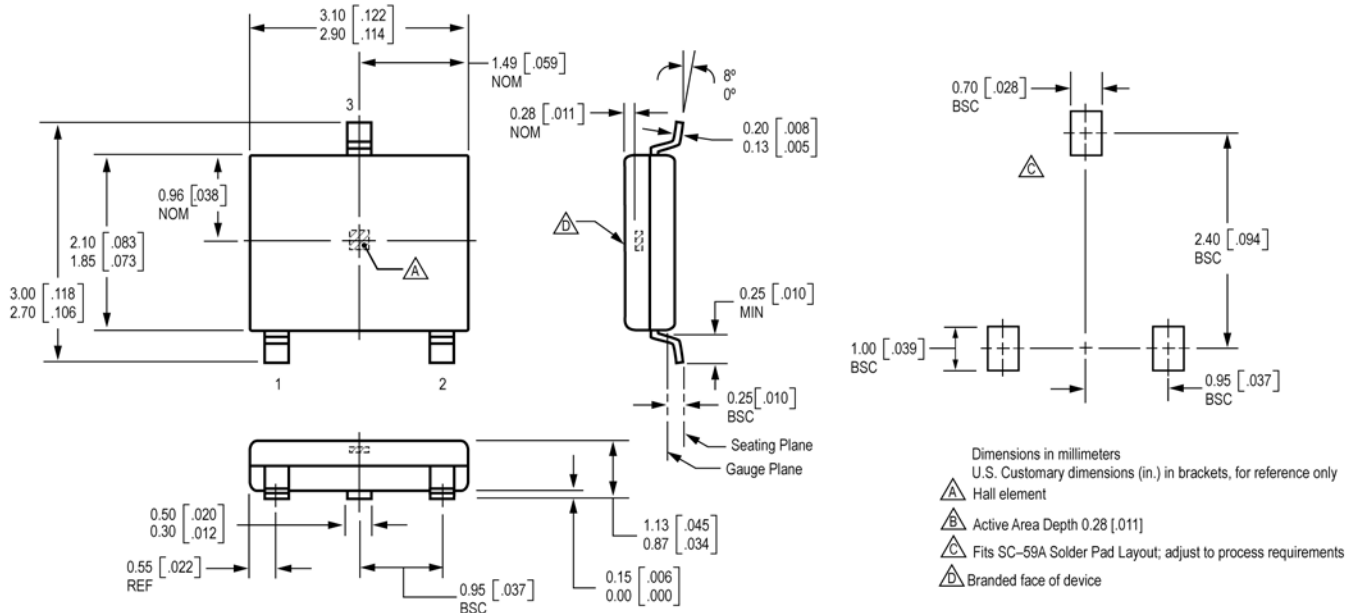 3.10 [.122
2.90 .114]
1.49 [.059]
NOM
3
0.28 [.011]
NOM
8º
0º
0.20 [.008
0.13 .005]
0.96 [.038]
NOM
2.10 [.083
1.85 .073]
3.00 [.118
2.70 .106]
A
D
0.25 [.010]
MIN
1
2
0.25 [.010]
BSC
Seating Plane
Gauge Plane
0.50 [.020
0.30 .012]
0.55 [.022]
REF
0.95 [.037]
BSC
1.13 [.045
0.87 .034]
0.15 [.006
0.00 .000]
0.70 [.028]
BSC
C
2.40 [.094]
BSC
1.00 [.039]
BSC
0.95 [.037]
BSC
Dimensions in millimeters
U.S. Customary dimensions (in.) in brackets, for reference only
A Hall element
B Active Area Depth 0.28 [.011]
C Fits SC–59A Solder Pad Layout; adjust to process requirements
D Branded face of device